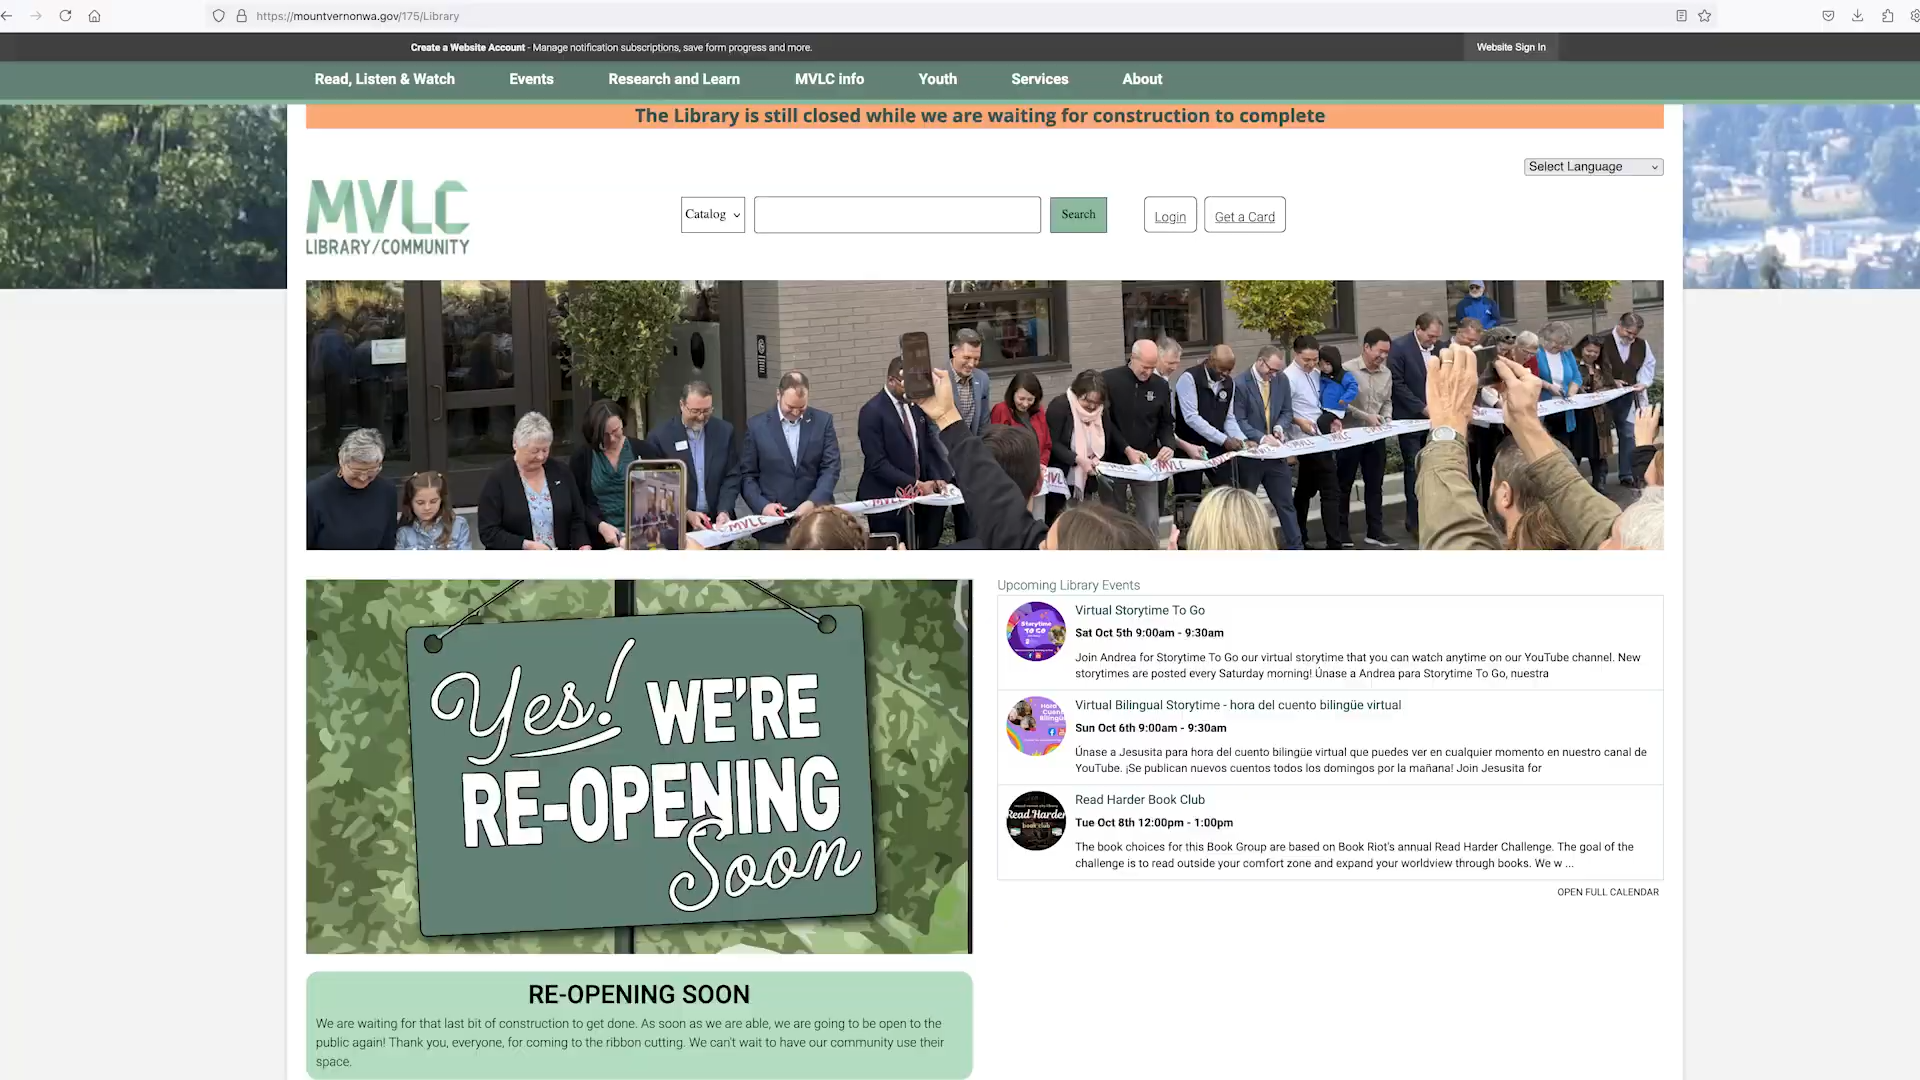 https://mountvernonwa.gov/175/Library
Create a Website Account - Manage notification subscriptions, save form progress and more.
Website Sign In
Read, Listen & Watch
Events
Research and Learn
MVLC info
Youth
Services
About
The Library is still closed while we are waiting for construction to complete
Select Language
MVLC
LIBRARY/COMMUNITY
Catalog
Search
Login
Get a Card
MVLC
MVLC
Yes! WE'RE
RE-OPENING
Soon
RE-OPENING SOON
We are waiting for that last bit of construction to get done. As soon as we are able, we are going to be open to the
public again! Thank you, everyone, for coming to the ribbon cutting. We can't wait to have our community use their
space.
Upcoming Library Events
Storytime
TO GO
Virtual Storytime To Go
Sat Oct 5th 9:00am - 9:30am
Join Andrea for Storytime To Go our virtual storytime that you can watch anytime on our YouTube channel. New
storytimes are posted every Saturday morning! Únase a Andrea para Storytime To Go, nuestra
Virtual Bilingual Storytime - hora del cuento bilingüe virtual
Sun Oct 6th 9:00am - 9:30am
Únase a Jesusita para hora del cuento bilingüe virtual que puedes ver en cualquier momento en nuestro canal de
YouTube. ¡Se publican nuevos cuentos todos los domingos por la mañana! Join Jesusita for
Read Harder
book club
Read Harder Book Club
Tue Oct 8th 12:00pm - 1:00pm
The book choices for this Book Group are based on Book Riot's annual Read Harder Challenge. The goal of the
challenge is to read outside your comfort zone and expand your worldview through books. We w ...
OPEN FULL CALENDAR